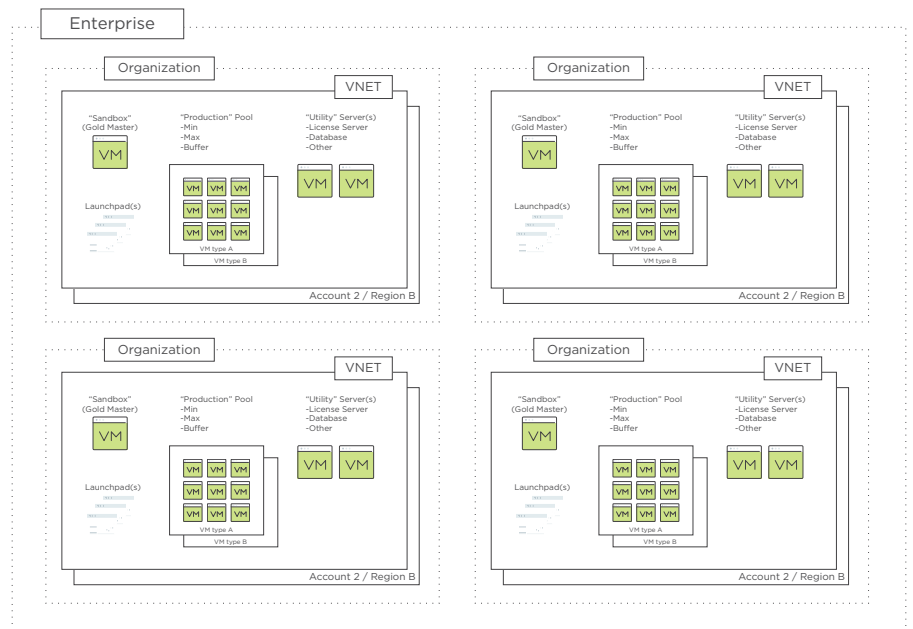 Enterprise
Organization
VNET
“Sandbox”
(Gold Master)
VM
“Production” Pool
-Min
-Max
-Buffer
“Utility” Server(s)
-License Server
-Database
-Other
VM VM
Launchpad(s)
VM VM VM
VM VM VM
VM VM VM
VM type A
VM type B
Account 2 / Region B
Organization
VNET
“Sandbox”
(Gold Master)
VM
“Production” Pool
-Min
-Max
-Buffer
“Utility” Server(s)
-License Server
-Database
-Other
VM VM
Launchpad(s)
VM VM VM
VM VM VM
VM VM VM
VM type A
VM type B
Account 2 / Region B
Organization
VNET
“Sandbox”
(Gold Master)
VM
“Production” Pool
-Min
-Max
-Buffer
“Utility” Server(s)
-License Server
-Database
-Other
VM VM
Launchpad(s)
VM VM VM
VM VM VM
VM VM VM
VM type A
VM type B
Account 2 / Region B
Organization
VNET
“Sandbox”
(Gold Master)
VM
“Production” Pool
-Min
-Max
-Buffer
“Utility” Server(s)
-License Server
-Database
-Other
VM VM
Launchpad(s)
VM VM VM
VM VM VM
VM VM VM
VM type A
VM type B
Account 2 / Region B